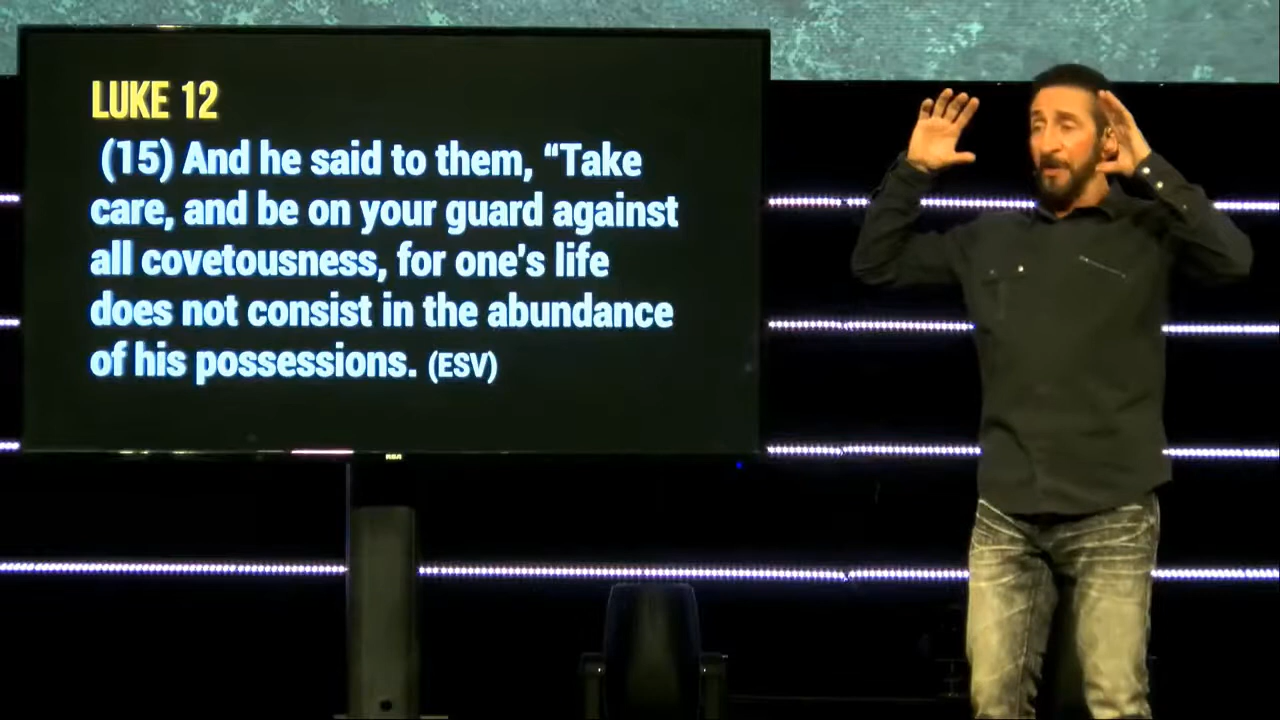 LUKE 12
(15) And he said to them, “Take
care, and be on your guard against
all covetousness, for one's life
does not consist in the abundance
of his possessions. (ESV)
RCA